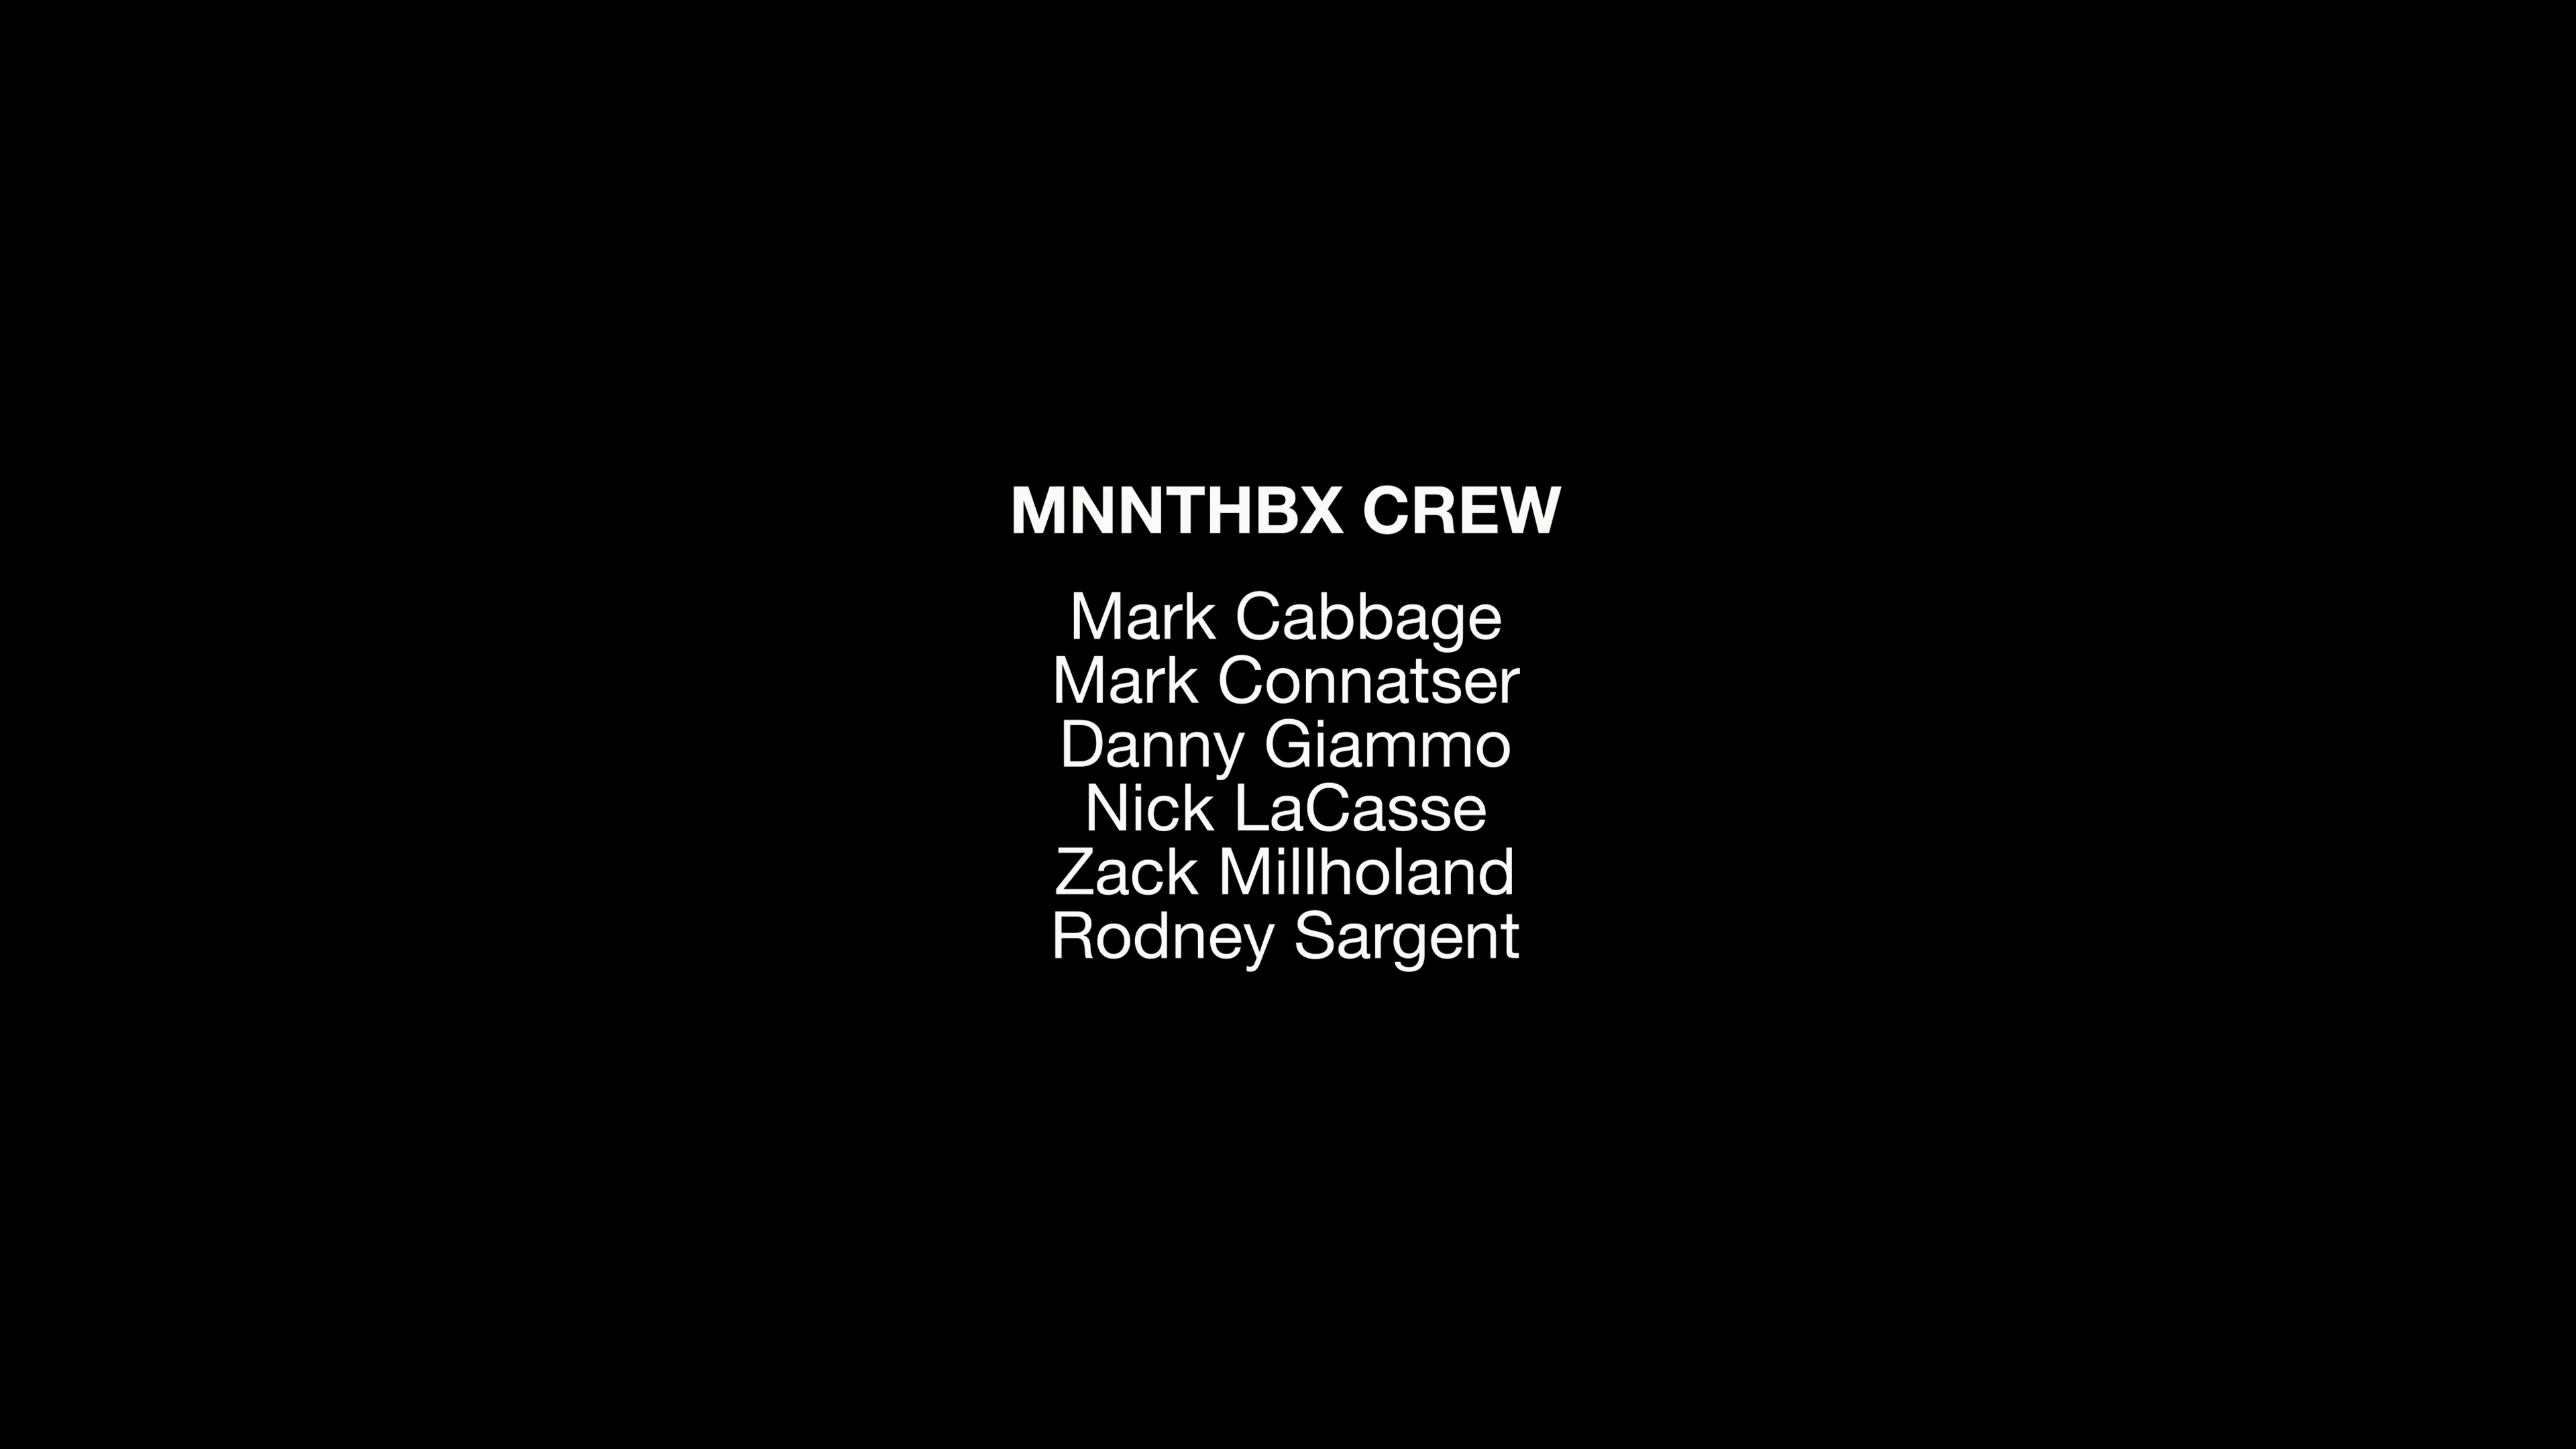 MNNTHBX CREW
Mark Cabbage
Mark Connatser
Danny Giammo
Nick LaCasse
Zack Millholand
Rodney Sargent